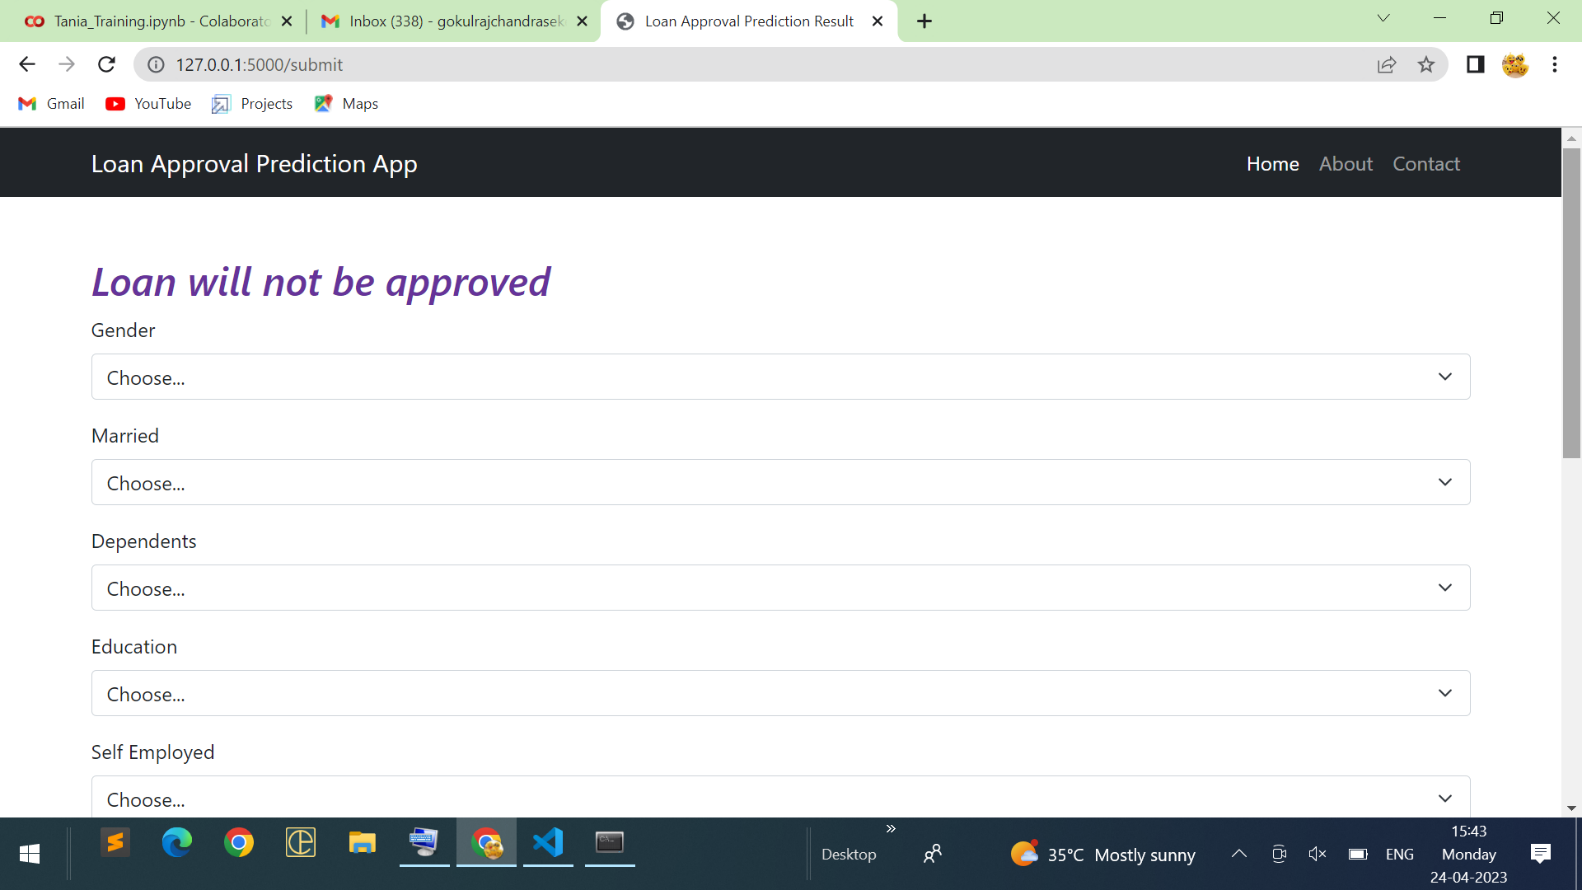 Tania_Training.ipynb - Colaborato
Inbox (338) - gokulrajchandrasek
Loan Approval Prediction Result
127.0.0.1:5000/submit
Gmail
YouTube
Projects
Maps
Loan Approval Prediction App
Home
About
Contact
Loan will not be approved
Gender
Choose...
Married
Choose...
Dependents
Choose...
Education
Choose...
Self Employed
Choose...
Desktop
35°C Mostly sunny
ENG
15:43
Monday
24-04-2023